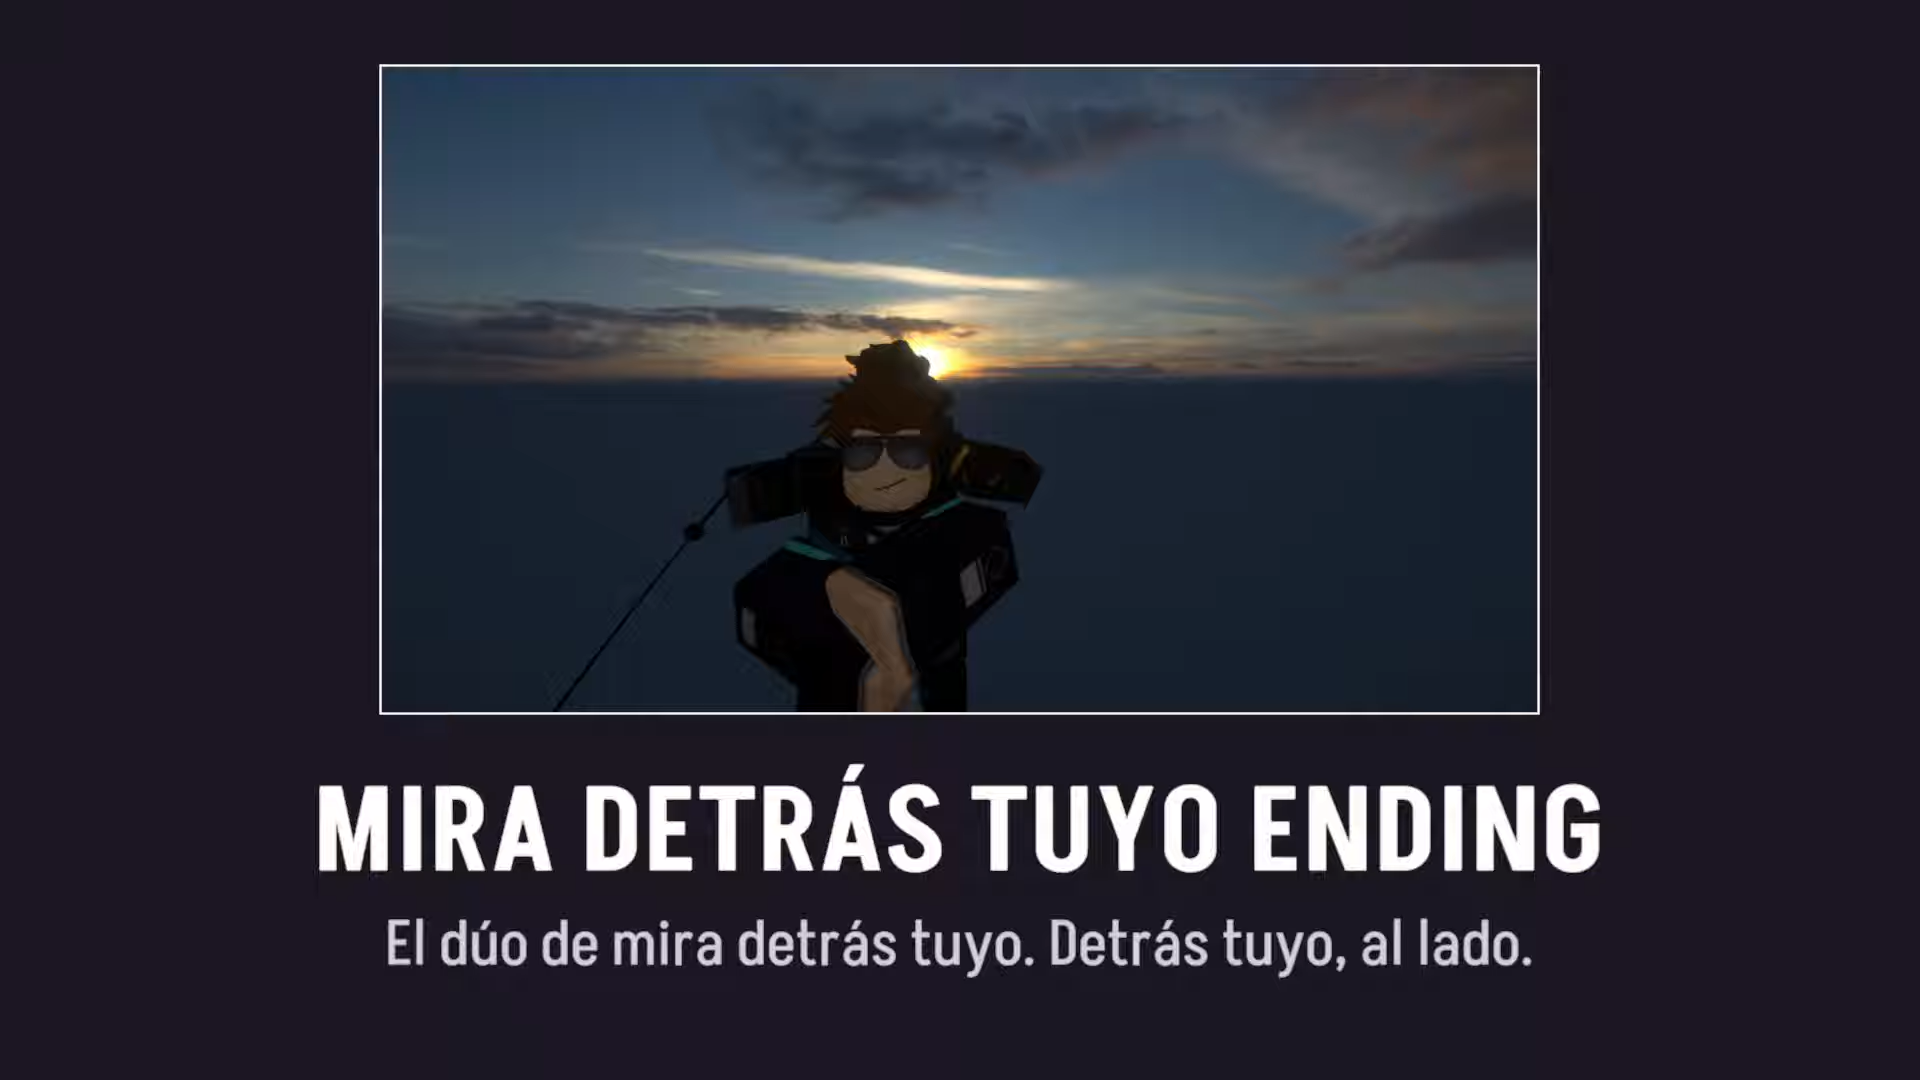 MIRA DETRÁS TUYO ENDING
El dúo de mira detrás tuyo. Detrás tuyo, al lado.